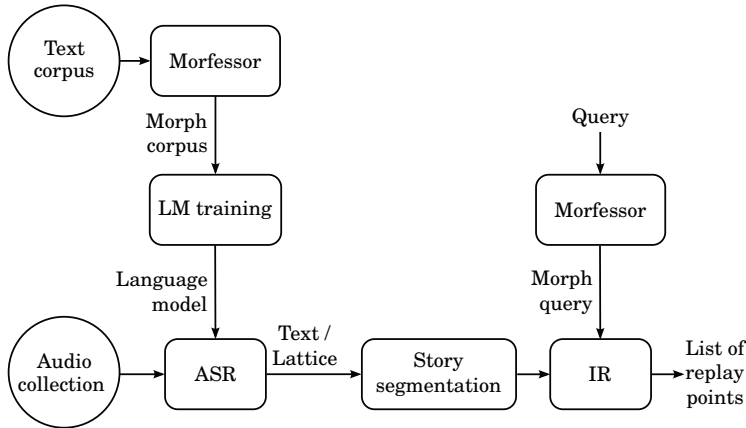 Text
corpus
Morfessor
Morph
corpus
Query
LM training
Morfessor
Language
model
Morph
query
Audio
collection
ASR
Text /
Lattice
Story
segmentation
IR
List of
replay
points